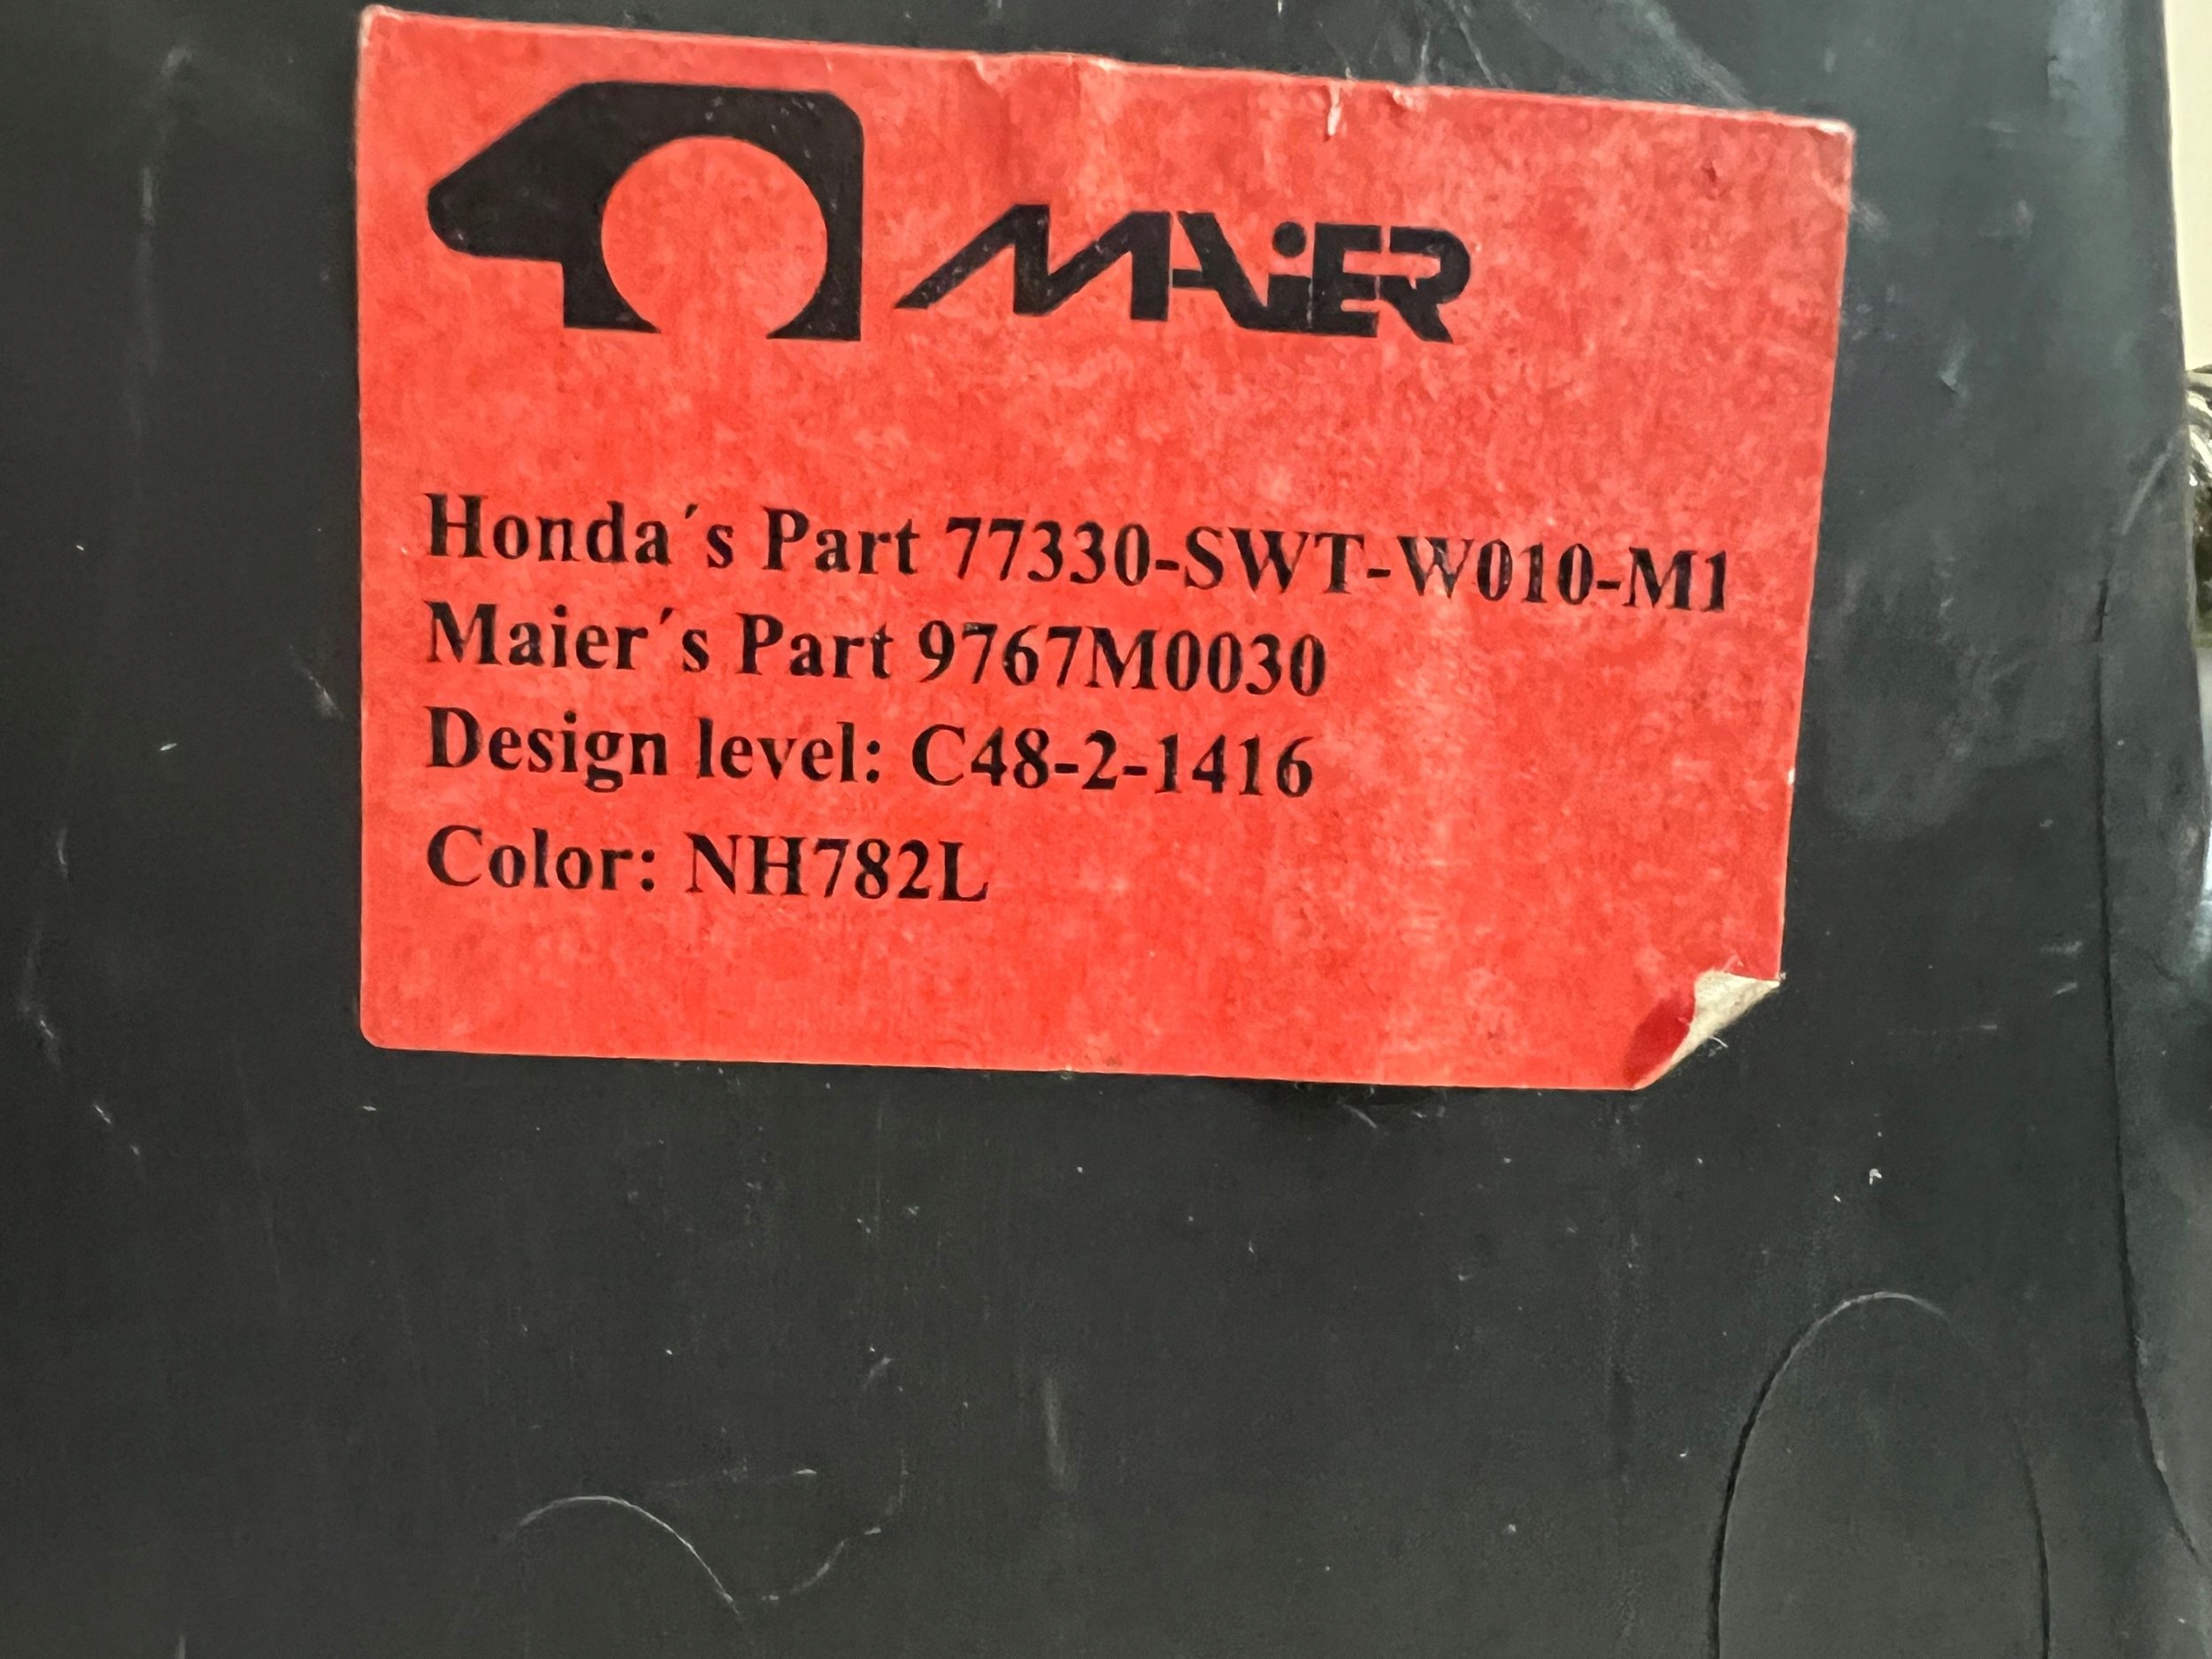 MAiER
Honda´s Part 77330-SWT-W010-M1
Maier´s Part 9767M0030
Design level: C48-2-1416
Color: NH782L